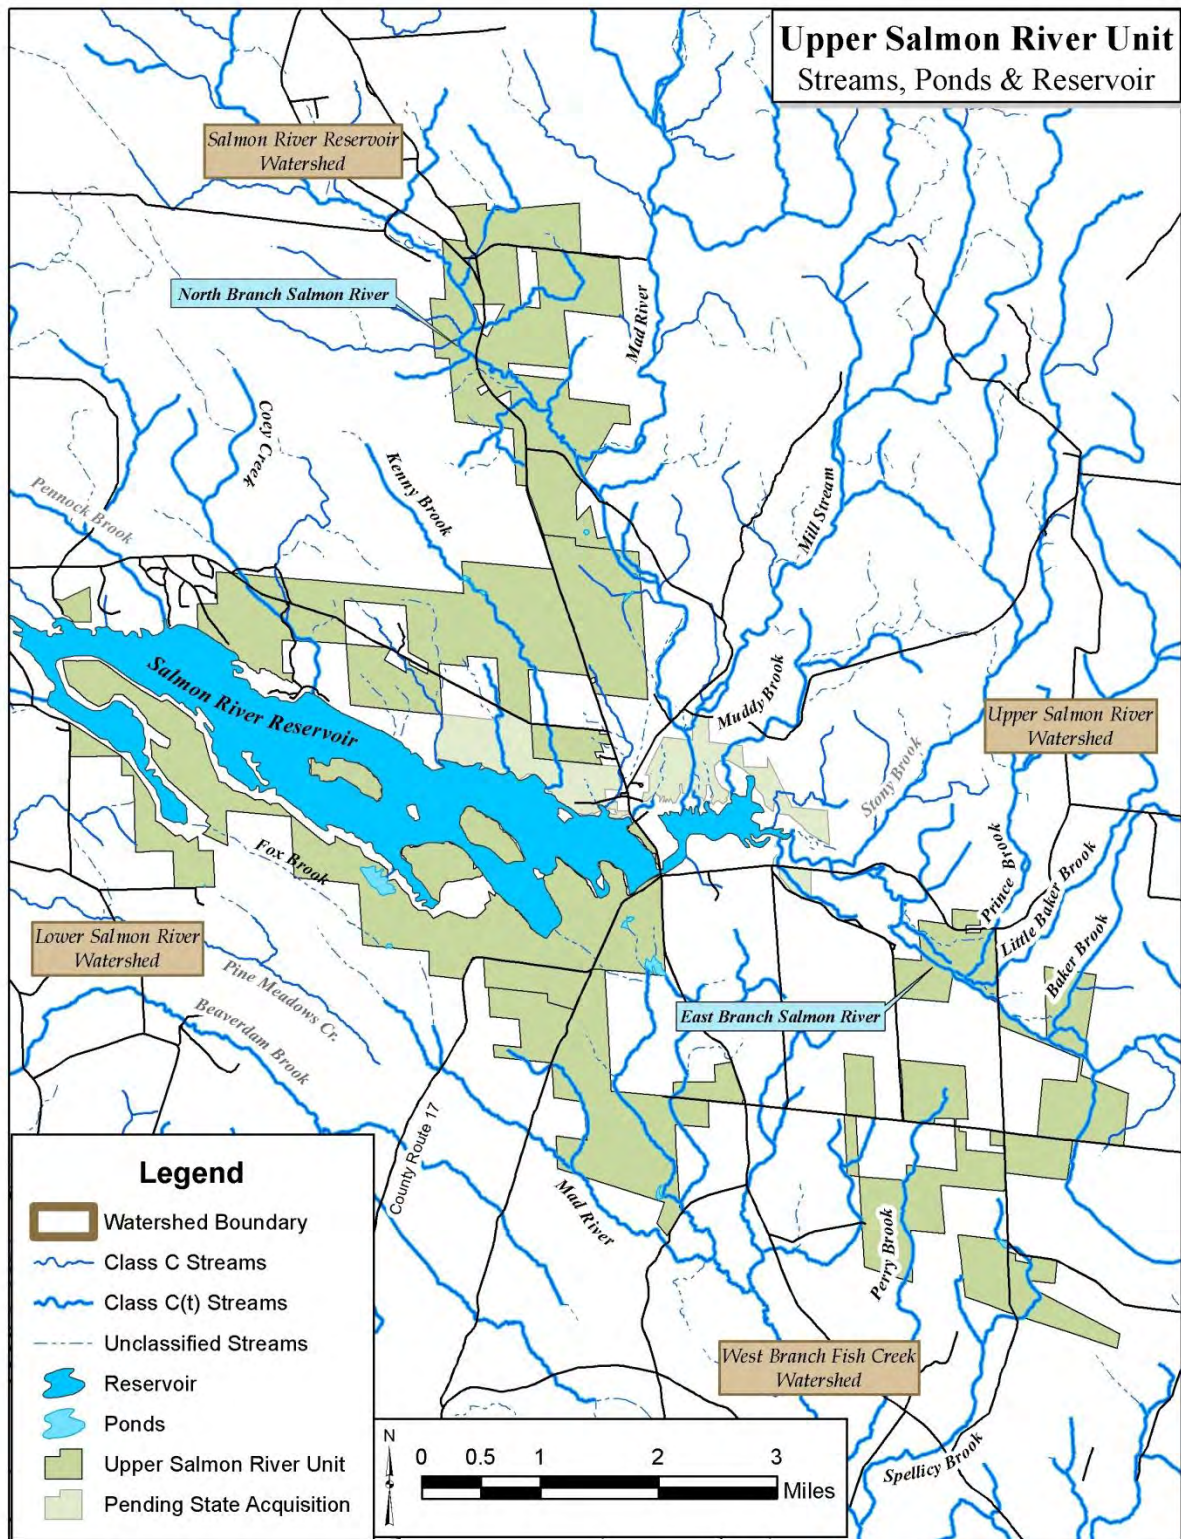 Upper Salmon River Unit
Streams, Ponds & Reservoir
Salmon River Reservoir
Watershed
North Branch Salmon River
Mad River
Coey Creek
Kenny Brook
Pennock Brook
Mill Stream
Muddy Brook
Salmon River Reservoir
Upper Salmon River
Watershed
Stony Brook
Fox Brook
Prince Brook
Little Baker Brook
Baker Brook
Lower Salmon River
Watershed
Pine Meadows Cr.
Beaverdam Brook
East Branch Salmon River
County Route 17
Mad River
Perry Brook
West Branch Fish Creek
Watershed
Spellicy Brook
Legend
Watershed Boundary
Class C Streams
Class C(t) Streams
Unclassified Streams
Reservoir
Ponds
Upper Salmon River Unit
Pending State Acquisition
N
0 0.5 1 2 3
Miles